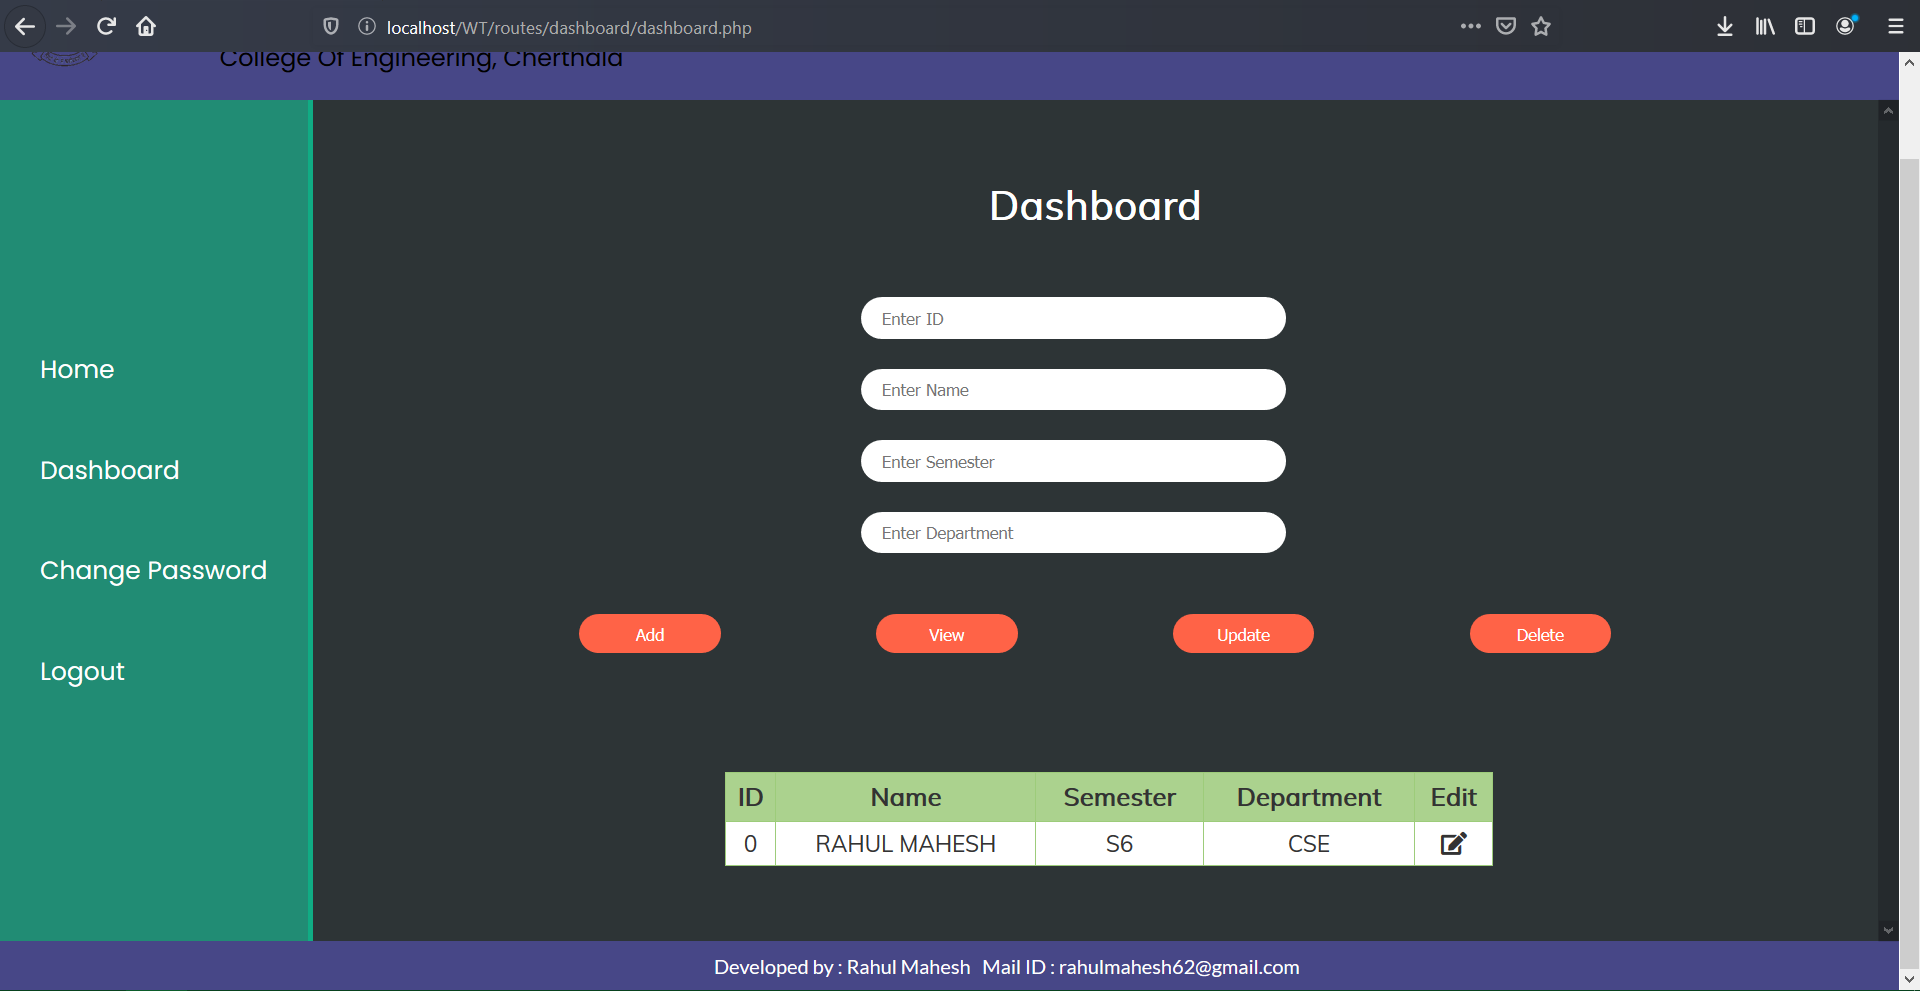 localhost/WT/routes/dashboard/dashboard.php
College Of Engineering, Cherthala
Dashboard
Enter ID
Enter Name
Enter Semester
Enter Department
Home
Dashboard
Change Password
Logout
Add View Update Delete
ID Name Semester Department Edit
0 RAHUL MAHESH S6 CSE
Developed by : Rahul Mahesh Mail ID : rahulmahesh62@gmail.com